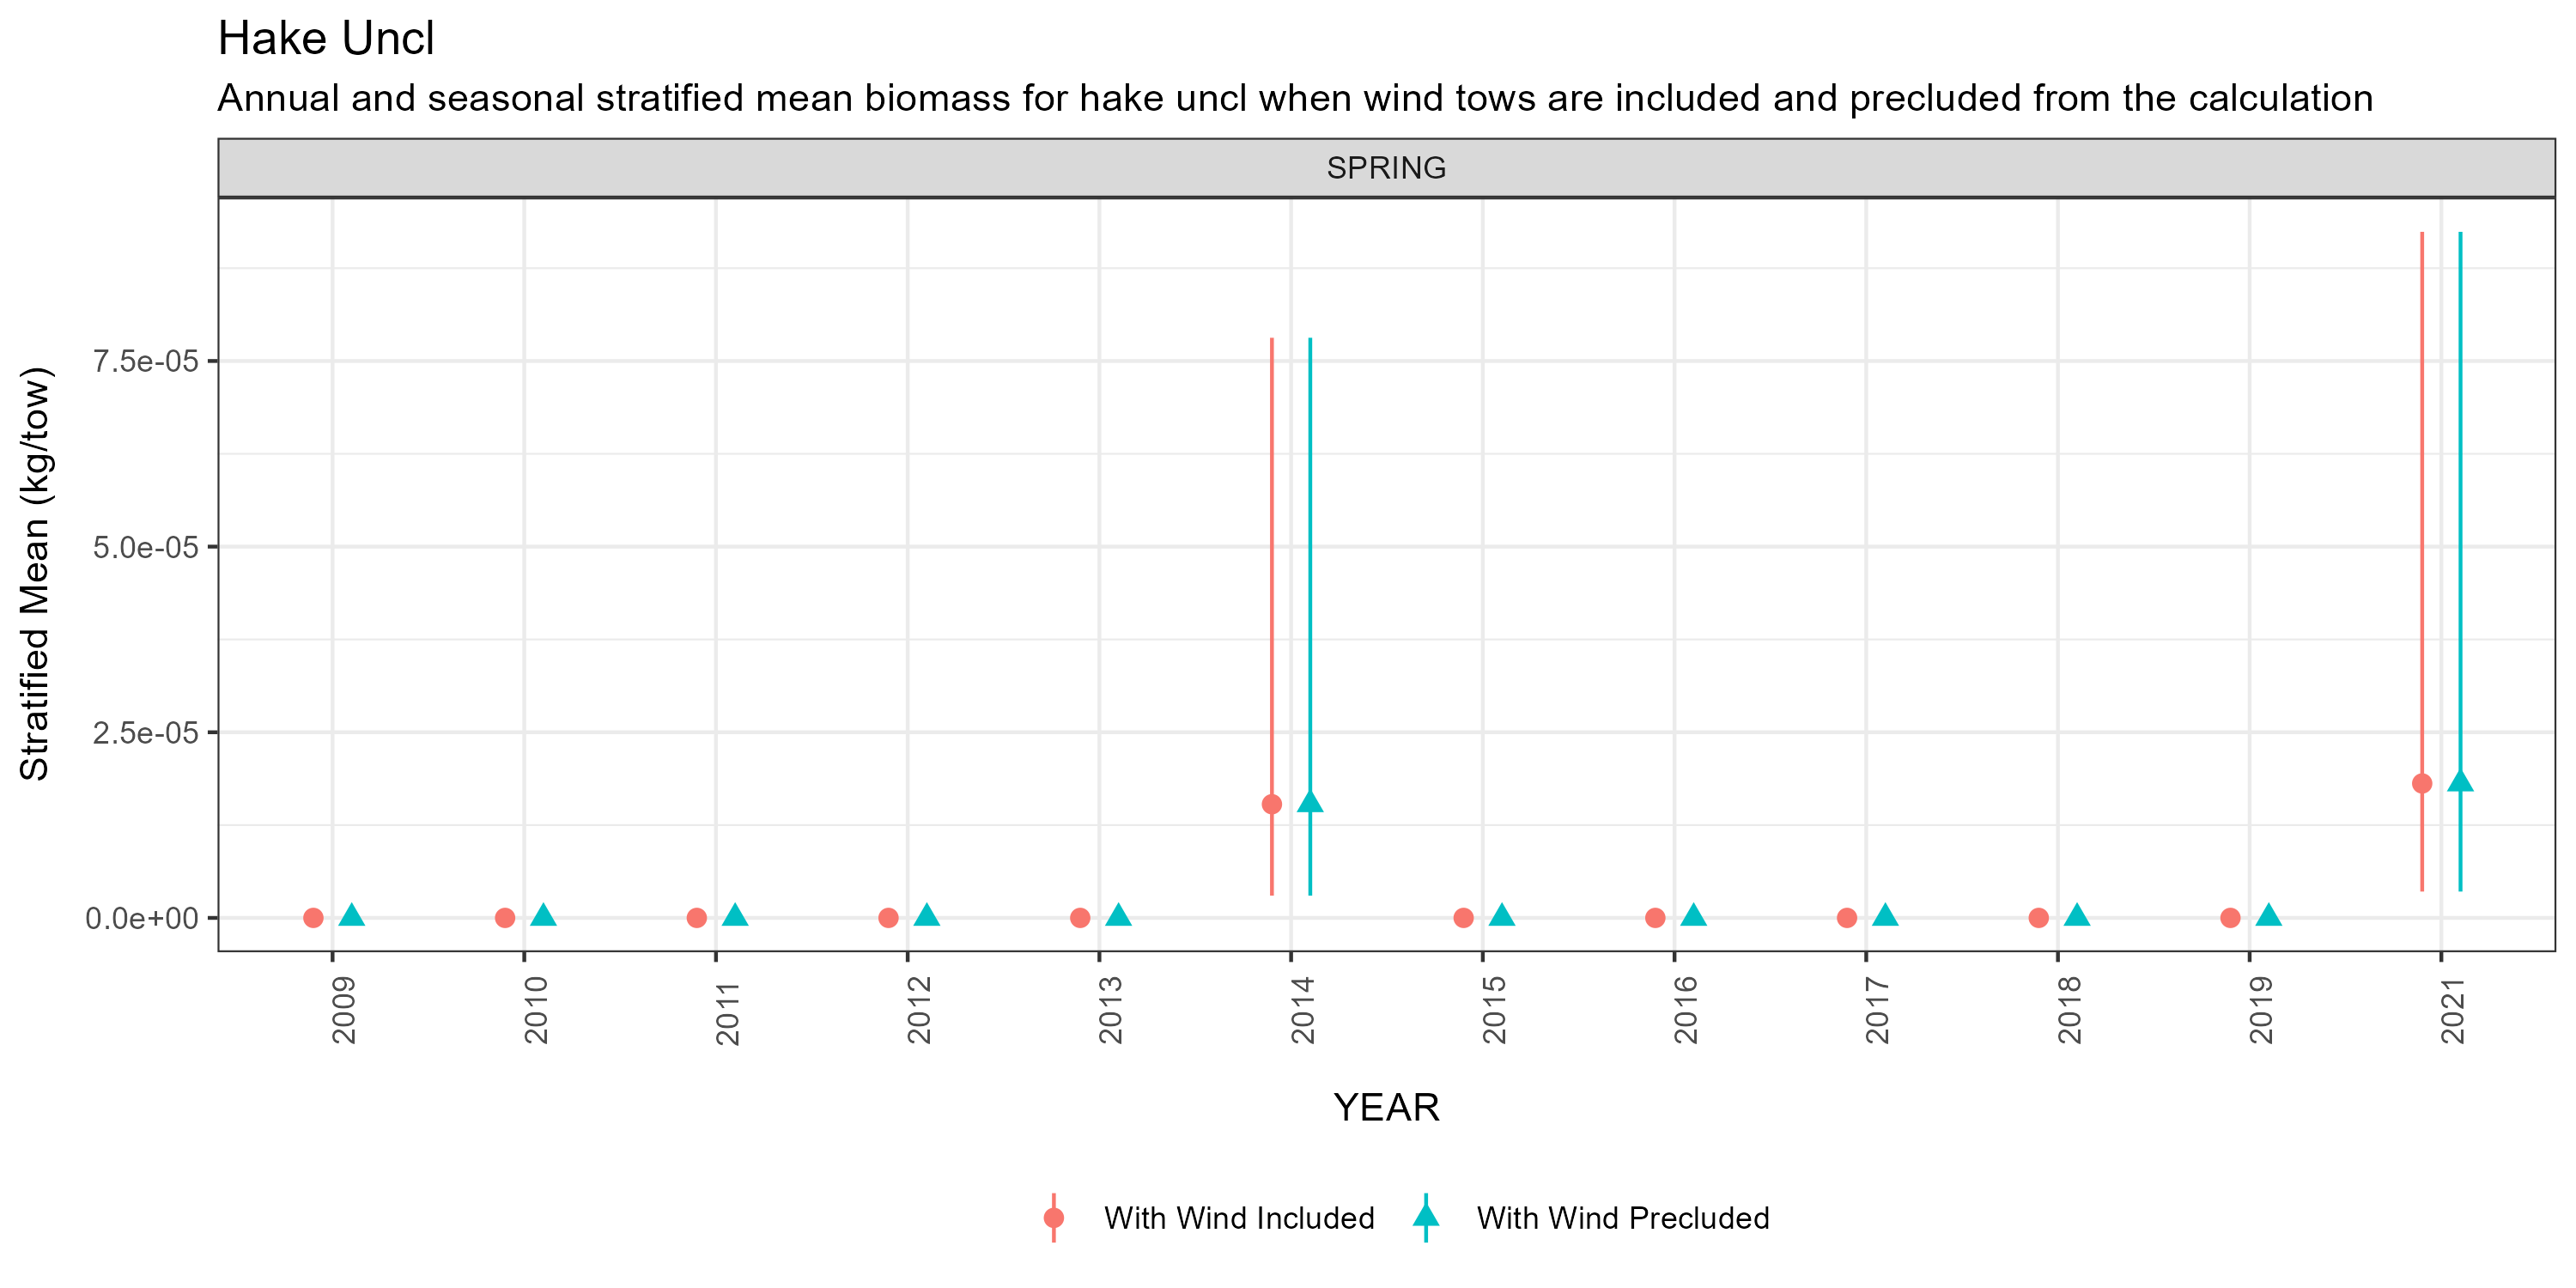 Hake Uncl
Annual and seasonal stratified mean biomass for hake uncl when wind tows are included and precluded from the calculation
SPRING
Stratified Mean (kg/tow)
7.5e-05
5.0e-05
2.5e-05
0.0e+00
2009
2010
2011
2012
2013
2014
2015
2016
2017
2018
2019
2021
YEAR
With Wind Included
With Wind Precluded